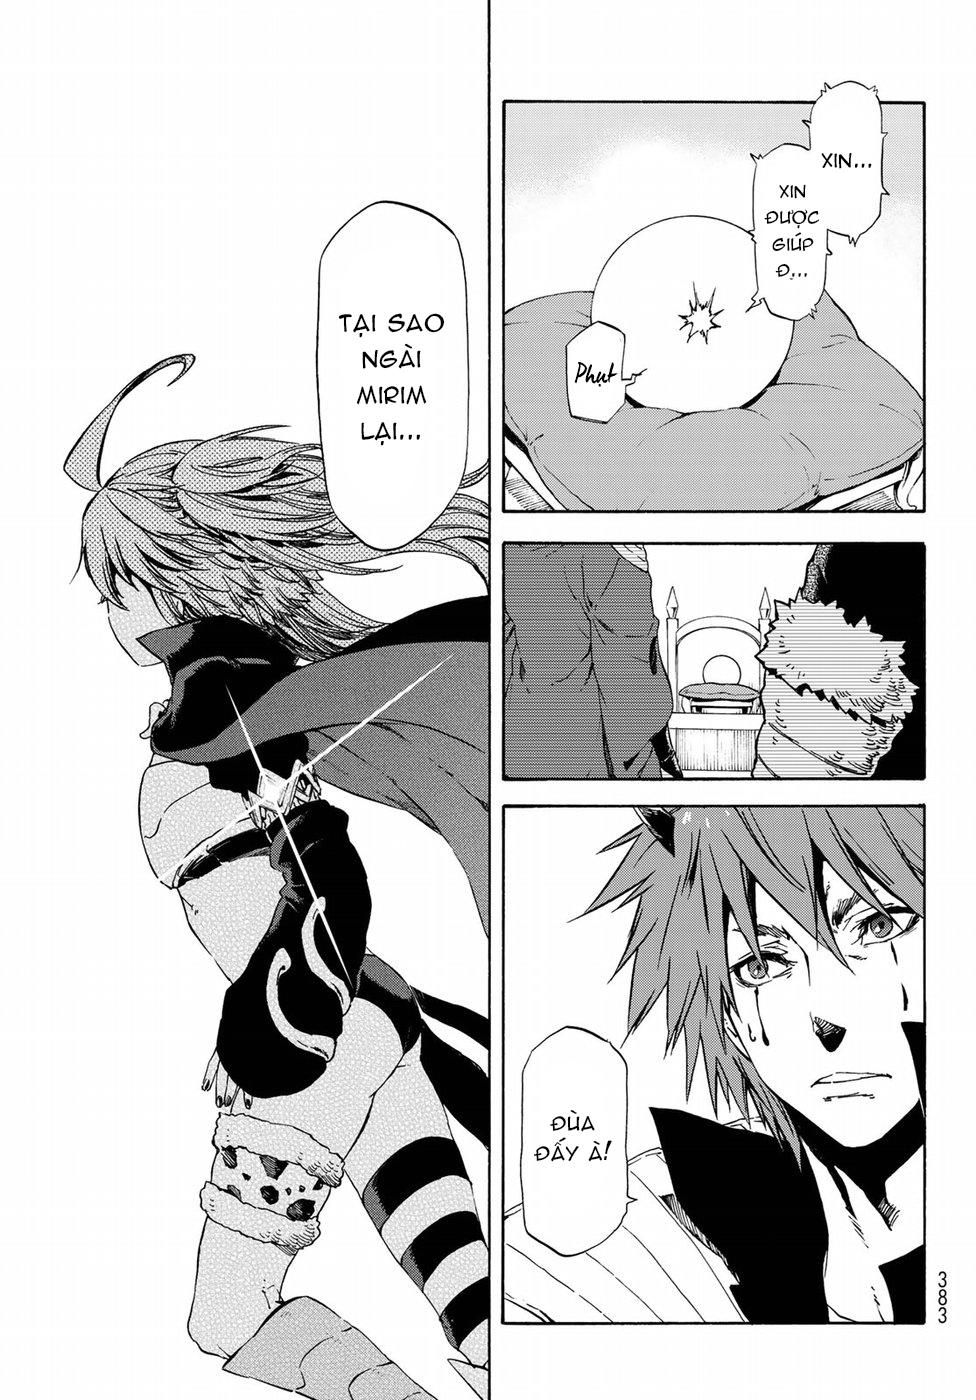 XIN...
XIN
ĐƯỢC
GIÚP
Đ...
Phụt
ĐÙA
ĐẤY À!
TẠI SAO
NGÀI
MIRIM
LẠI...
383